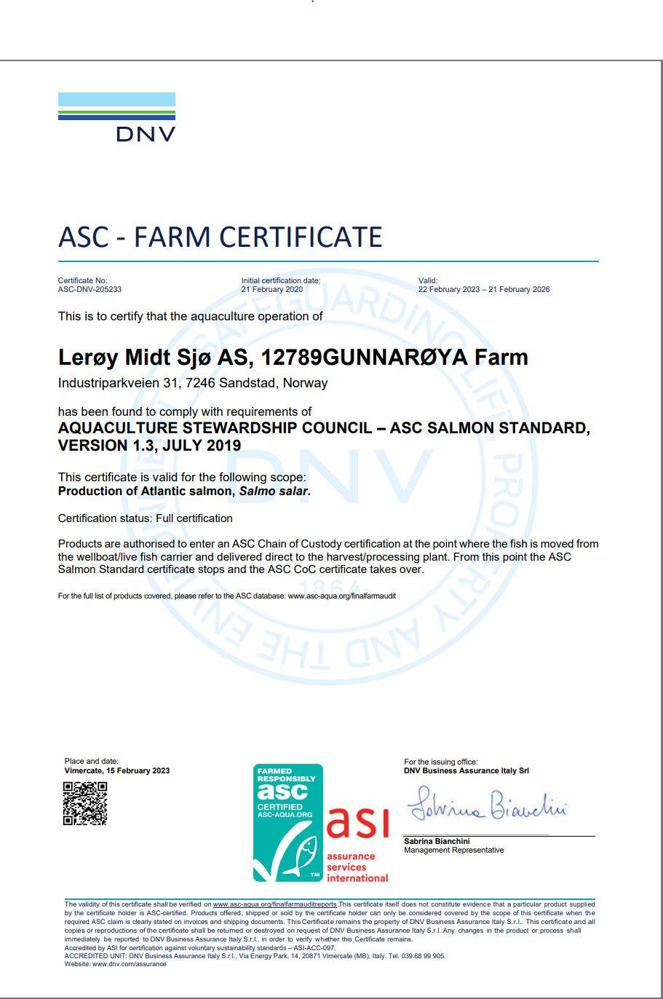 DNV
ASC - FARM CERTIFICATE
Certificate No:
ASC-DNV-205233
Initial certification date:
21 February 2020
Valid:
22 February 2023 – 21 February 2026
This is to certify that the aquaculture operation of
Lerøy Midt Sjø AS, 12789GUNNARØYA Farm
Industriparkveien 31, 7246 Sandstad, Norway
has been found to comply with requirements of
AQUACULTURE STEWARDSHIP COUNCIL – ASC SALMON STANDARD,
VERSION 1.3, JULY 2019
This certificate is valid for the following scope:
Production of Atlantic salmon, Salmo salar.
Certification status: Full certification
Products are authorised to enter an ASC Chain of Custody certification at the point where the fish is moved from
the wellboat/live fish carrier and delivered direct to the harvest/processing plant. From this point the ASC
Salmon Standard certificate stops and the ASC CoC certificate takes over.
For the full list of products covered, please refer to the ASC database: www.asc-aqua.org/finalfarmaudit
SAFEGUARDING LIFE, PROPERTY AND THE ENVIRONMENT
DNV
1864
Place and date:
Vimercate, 15 February 2023
FARMED
RESPONSIBLY
asc
CERTIFIED
ASC-AQUA.ORG
TM
asi
assurance
services
international
For the issuing office:
DNV Business Assurance Italy Srl
Sabrina Bianchini
Sabrina Bianchini
Management Representative
The validity of this certificate shall be verified on www.asc-aqua.org/finalfarmauditreports This certificate itself does not constitute evidence that a particular product supplied
by the certificate holder is ASC-certified. Products offered, shipped or sold by the certificate holder can only be considered covered by the scope of this certificate when the
required ASC claim is clearly stated on invoices and shipping documents. This Certificate remains the property of DNV Business Assurance Italy S.r.l.. This certificate and all
copies or reproductions of the certificate shall be returned or destroyed on request of DNV Business Assurance Italy S.r.l..Any changes in the product or process shall
immediately be reported to DNV Business Assurance Italy S.r.l.. in order to verify whether this Certificate remains.
Accredited by ASI for certification against voluntary sustainability standards – ASI-ACC-097.
ACCREDITED UNIT: DNV Business Assurance Italy S.r.l., Via Energy Park, 14, 20871 Vimercate (MB), Italy. Tel. 039.68 99 905.
Website: www.dnv.com/assurance